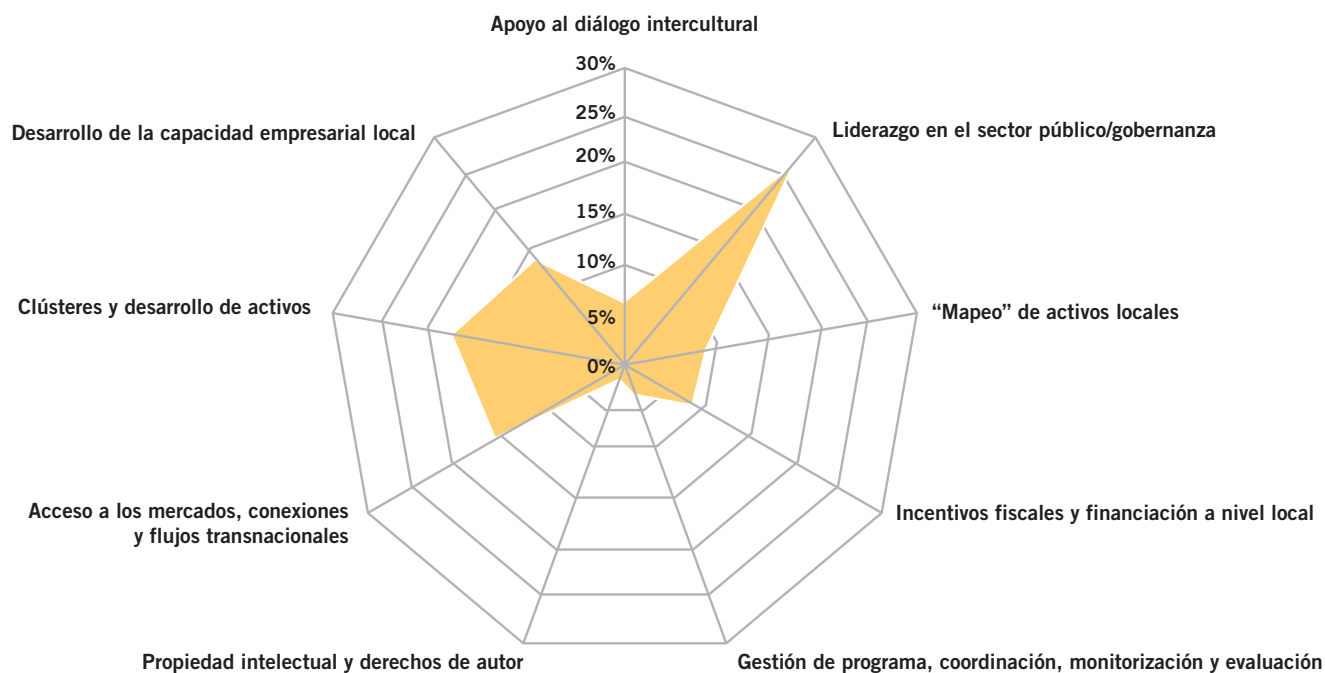 Apoyo al diálogo intercultural
30%
25%
20%
15%
10%
5%
0%
Liderazgo en el sector público/gobernanza
“Mapeo” de activos locales
Incentivos fiscales y financiación a nivel local
Gestión de programa, coordinación, monitorización y evaluación
Propiedad intelectual y derechos de autor
Acceso a los mercados, conexiones
y flujos transnacionales
Clústeres y desarrollo de activos
Desarrollo de la capacidad empresarial local